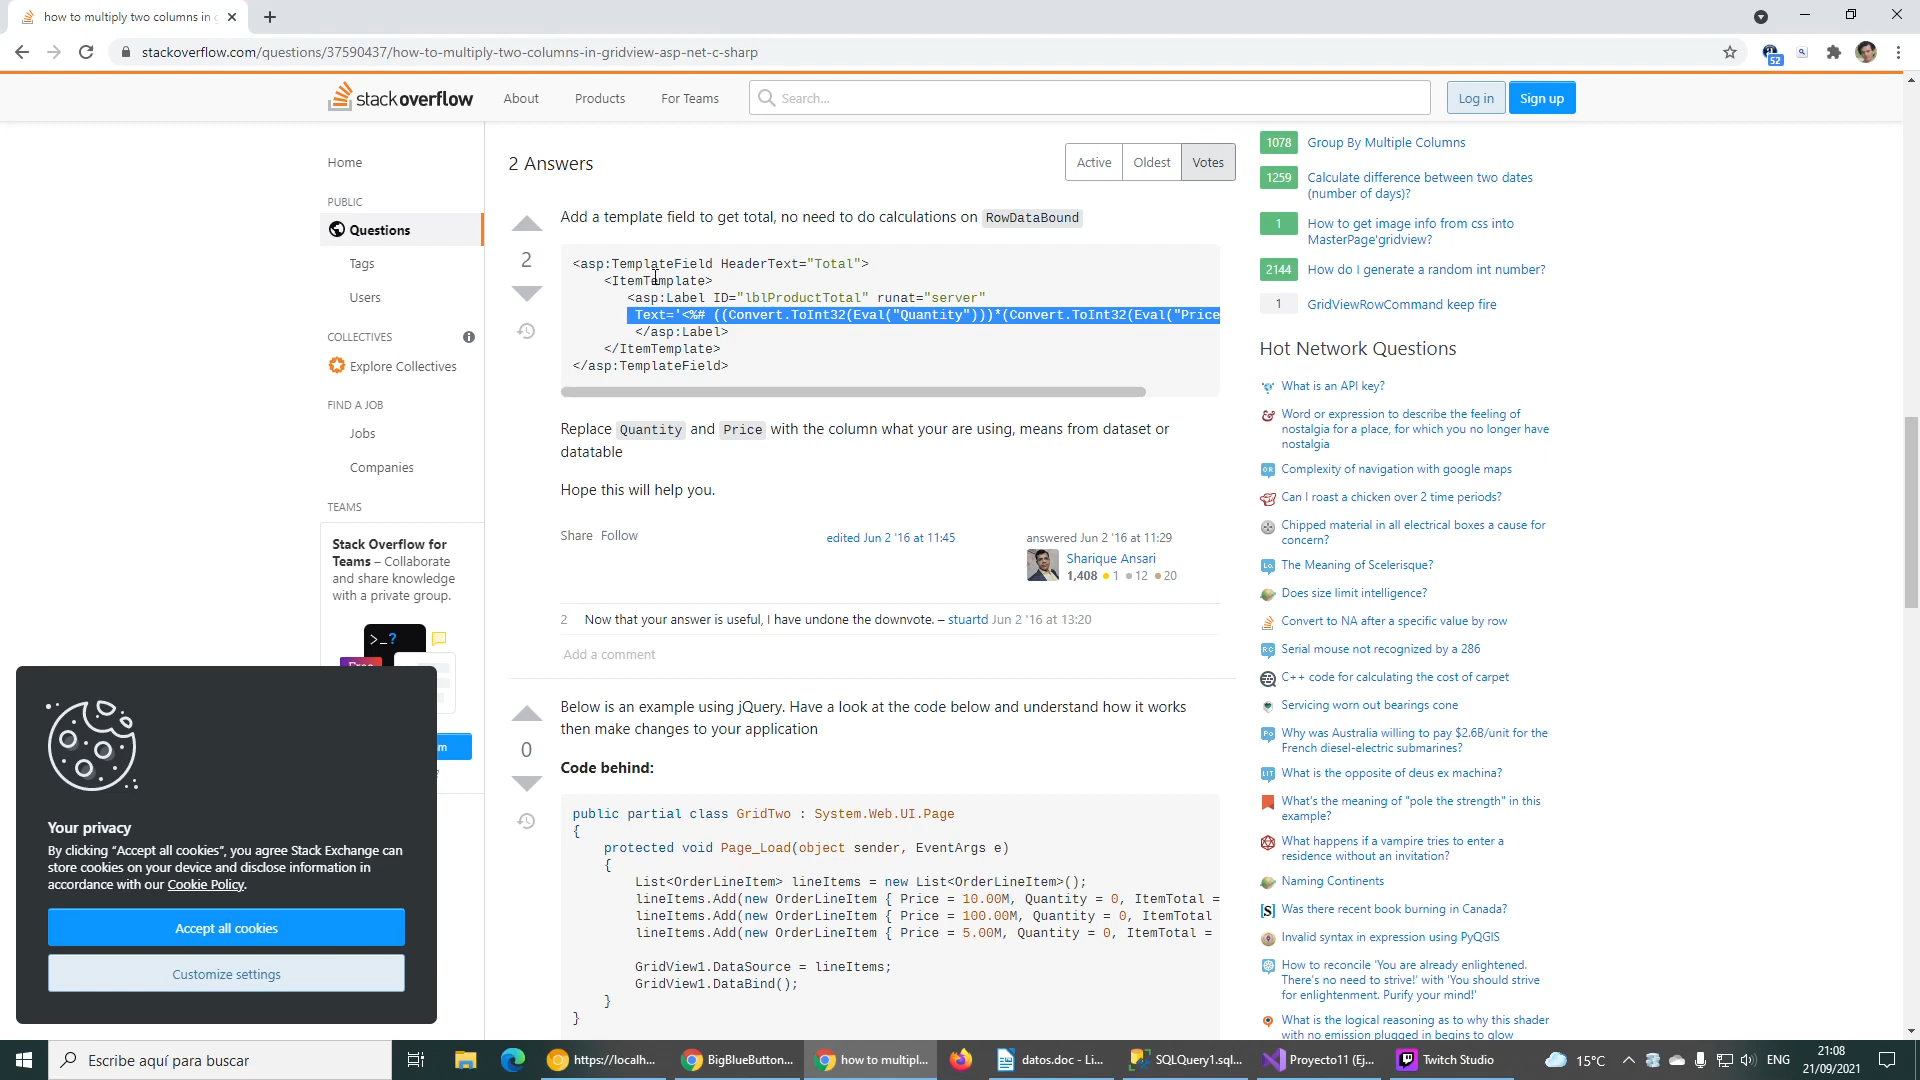 how to multiply two columns in g
stackoverflow.com/questions/37590437/how-to-multiply-two-columns-in-gridview-asp-net-c-sharp
52
stackoverflow
About
Products
For Teams
Search...
Log in
Sign up
Home
PUBLIC
Questions
Tags
Users
COLLECTIVES
Explore Collectives
FIND A JOB
Jobs
Companies
TEAMS
Stack Overflow for
Teams – Collaborate
and share knowledge
with a private group.
>_?
Free
m
2 Answers
Active
Oldest
Votes
2
Add a template field to get total, no need to do calculations on RowDataBound
<asp:TemplateField HeaderText="Total">
<ItemTemplate>
<asp:Label ID="lblProductTotal" runat="server"
Text='<%# ((Convert.ToInt32(Eval("Quantity")))*(Convert.ToInt32(Eval("Price
</asp:Label>
</ItemTemplate>
</asp:TemplateField>
Replace Quantity and Price with the column what your are using, means from dataset or
datatable
Hope this will help you.
Share Follow
edited Jun 2 '16 at 11:45
answered Jun 2 '16 at 11:29
Sharique Ansari
1,408 1 12 20
2 Now that your answer is useful, I have undone the downvote. – stuartd Jun 2 '16 at 13:20
Add a comment
0
Below is an example using jQuery. Have a look at the code below and understand how it works
then make changes to your application
Code behind:
public partial class GridTwo : System.Web.UI.Page
{
protected void Page_Load(object sender, EventArgs e)
{
List<OrderLineItem> lineItems = new List<OrderLineItem>();
lineItems.Add(new OrderLineItem { Price = 10.00M, Quantity = 0, ItemTotal =
lineItems.Add(new OrderLineItem { Price = 100.00M, Quantity = 0, ItemTotal
lineItems.Add(new OrderLineItem { Price = 5.00M, Quantity = 0, ItemTotal =
GridView1.DataSource = lineItems;
GridView1.DataBind();
}
}
1078 Group By Multiple Columns
1259 Calculate difference between two dates
(number of days)?
1 How to get image info from css into
MasterPage'gridview?
2144 How do I generate a random int number?
1 GridViewRowCommand keep fire
Hot Network Questions
What is an API key?
Word or expression to describe the feeling of
nostalgia for a place, for which you no longer have
nostalgia
Complexity of navigation with google maps
Can I roast a chicken over 2 time periods?
Chipped material in all electrical boxes a cause for
concern?
The Meaning of Scelerisque?
Does size limit intelligence?
Convert to NA after a specific value by row
Serial mouse not recognized by a 286
C++ code for calculating the cost of carpet
Servicing worn out bearings cone
Why was Australia willing to pay $2.6B/unit for the
French diesel-electric submarines?
What is the opposite of deus ex machina?
What's the meaning of "pole the strength" in this
example?
What happens if a vampire tries to enter a
residence without an invitation?
Naming Continents
Was there recent book burning in Canada?
Invalid syntax in expression using PyQGIS
How to reconcile 'You are already enlightened.
There's no need to strive!' with 'You should strive
for enlightenment. Purify your mind!'
What is the logical reasoning as to why this shader
with no emission plugged in begins to glow
Your privacy
By clicking "Accept all cookies", you agree Stack Exchange can
store cookies on your device and disclose information in
accordance with our Cookie Policy.
Accept all cookies
Customize settings
Escribe aquí para buscar
https://localh...
BigBlueButton...
how to multipl...
datos.doc - Li...
SQLQuery1.sql...
Proyecto11 (Ej...
Twitch Studio
15°C
ENG
21:08
21/09/2021